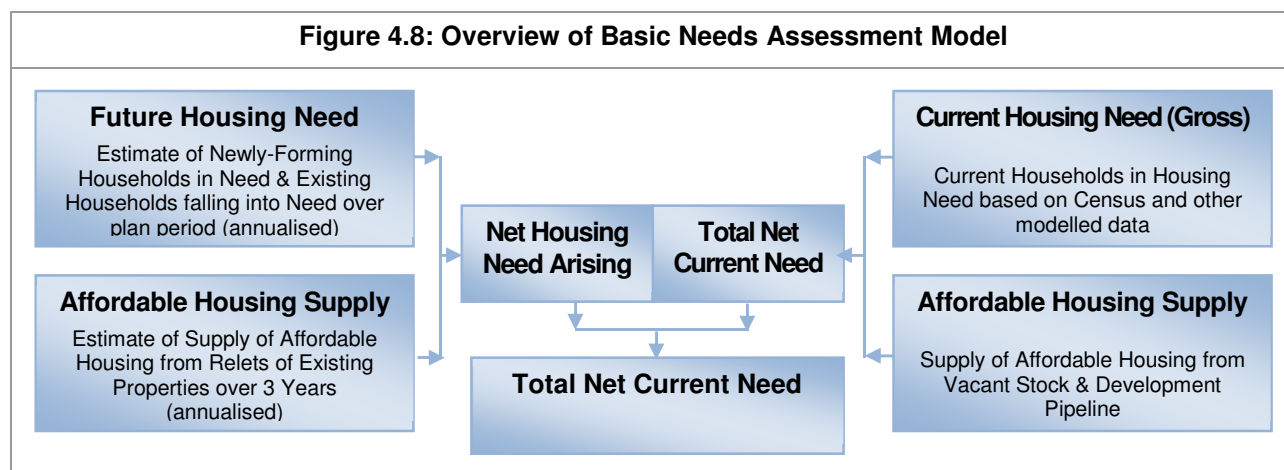 Figure 4.8: Overview of Basic Needs Assessment Model
Future Housing Need
Estimate of Newly-Forming
Households in Need & Existing
Households falling into Need over
plan period (annualised)
Affordable Housing Supply
Estimate of Supply of Affordable
Housing from Relets of Existing
Properties over 3 Years
(annualised)
Net Housing
Need Arising
Total Net
Current Need
Total Net Current Need
Current Housing Need (Gross)
Current Households in Housing
Need based on Census and other
modelled data
Affordable Housing Supply
Supply of Affordable Housing from
Vacant Stock & Development
Pipeline